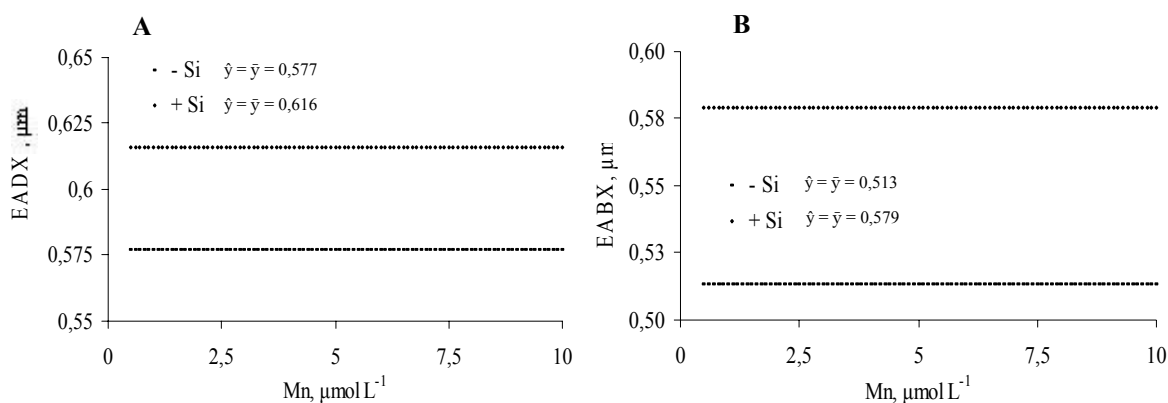 A
0,65
0,625
0,6
0,575
0,55
- Si ŷ = ȳ = 0,577
+ Si ŷ = ȳ = 0,616
EADX , µm
0
2,5
5
7,5
10
Mn, µmol L⁻¹
B
0,60
0,58
0,55
0,53
0,50
- Si ŷ = ȳ = 0,513
+ Si ŷ = ȳ = 0,579
EABX, µm
0
2,5
5
7,5
10
Mn, µmol L⁻¹